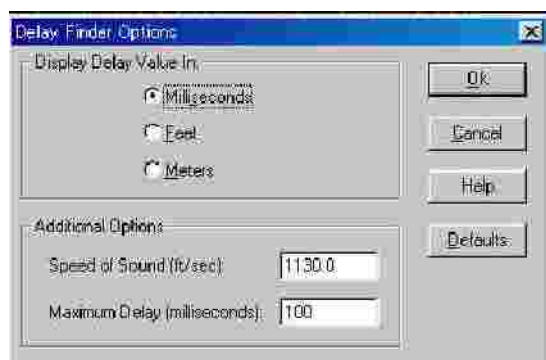 Delay Finder Options
Display Delay Value In:
Milliseconds
Feet
Meters
Ok
Cancel
Help
Defaults
Additional Options
Speed of Sound (ft/sec): 1130.0
Maximum Delay (milliseconds): 100